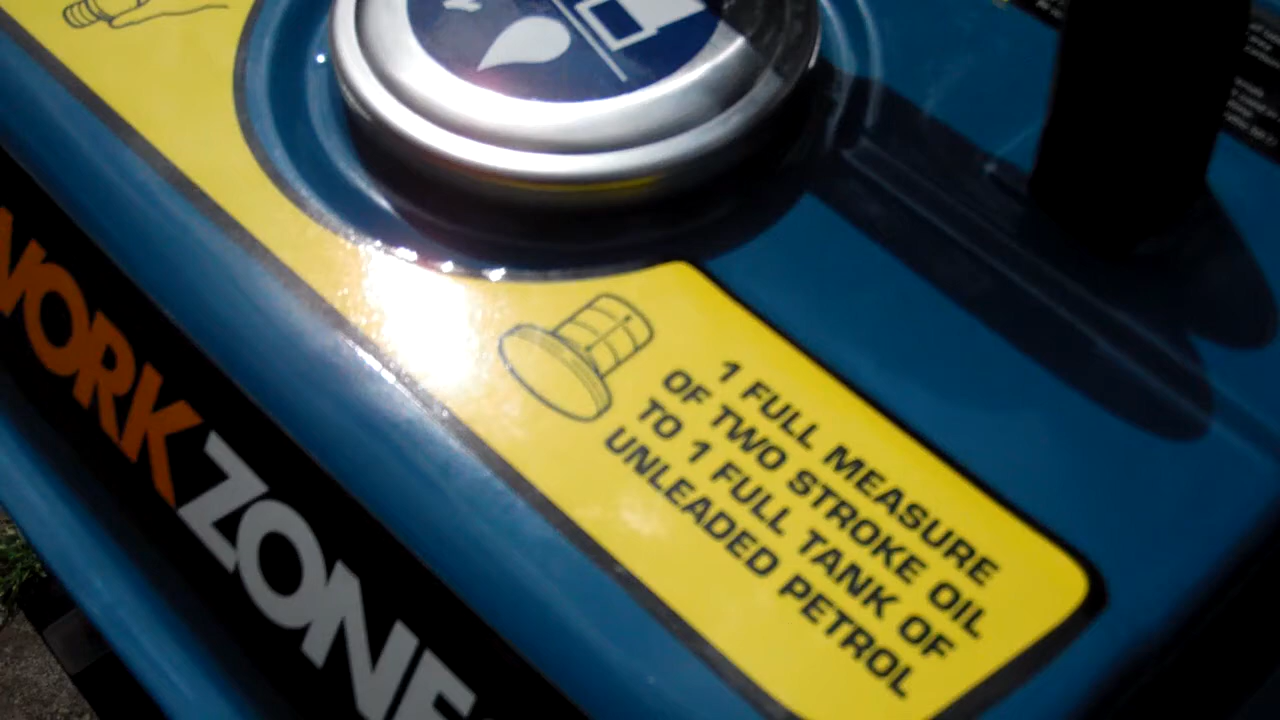 1 FULL MEASURE
OF TWO STROKE OIL
TO 1 FULL TANK OF
UNLEADED PETROL
WORKZONE